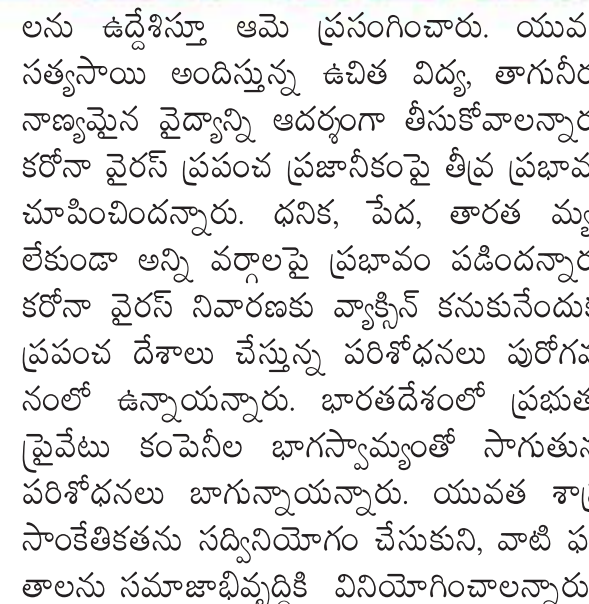 లను ఉద్దేశిస్తూ ఆమె ప్రసంగించారు. యువ
సత్యసాయి అందిస్తున్న ఉచిత విద్య, తాగునీర
నాణ్యమైన వైద్యాన్ని ఆదర్శంగా తీసుకోవాలన్నార
కరోనా వైరస్ ప్రపంచ ప్రజానీకంపై తీవ్ర ప్రభావ
చూపించిందన్నారు. ధనిక, పేద, తారత మ్య
లేకుండా అన్ని వర్గాలపై ప్రభావం పడిందన్నార
కరోనా వైరస్ నివారణకు వ్యాక్సిన్ కనుకునేందుక
ప్రపంచ దేశాలు చేస్తున్న పరిశోధనలు పురోగమ
నంలో ఉన్నాయన్నారు. భారతదేశంలో ప్రభుత
ప్రైవేటు కంపెనీల భాగస్వామ్యంతో సాగుతున
పరిశోధనలు బాగున్నాయన్నారు. యువత శా
సాంకేతికతను సద్వినియోగం చేసుకుని, వాటి ఫ
తాలను సమాజాభివృద్ధికి వినియోగించాలన్నారు